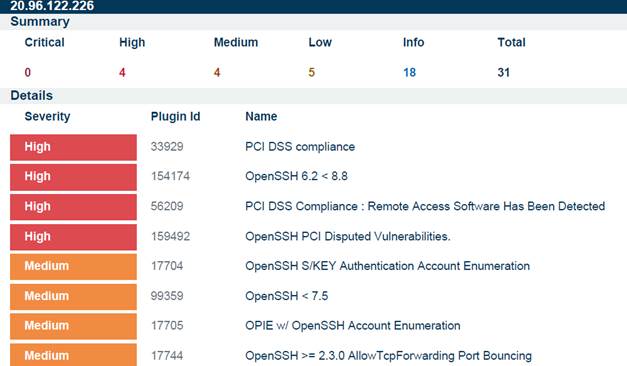 20.96.122.226
Summary
Critical High Medium Low Info Total
0 4 4 5 18 31
Details
Severity Plugin Id Name
High 33929 PCI DSS compliance
High 154174 OpenSSH 6.2 < 8.8
High 56209 PCI DSS Compliance : Remote Access Software Has Been Detected
High 159492 OpenSSH PCI Disputed Vulnerabilities.
Medium 17704 OpenSSH S/KEY Authentication Account Enumeration
Medium 99359 OpenSSH < 7.5
Medium 17705 OPIE w/ OpenSSH Account Enumeration
Medium 17744 OpenSSH >= 2.3.0 AllowTcpForwarding Port Bouncing